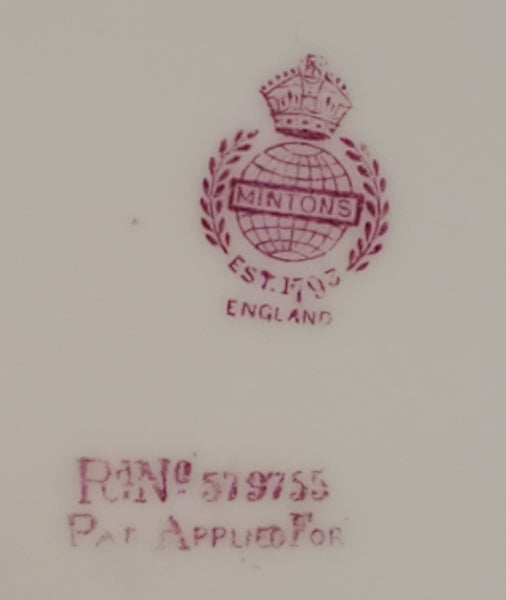 MINTONS
EST. 1793
ENGLAND
Rd No 579755
PAT APPLIED FOR